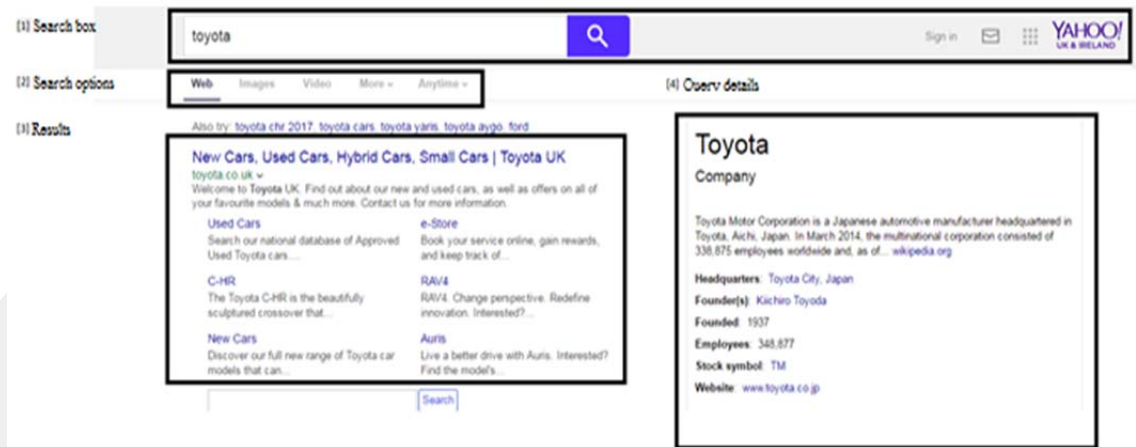 [1] Search box
toyota
Sign in
YAHOO!
UK & IRELAND
[2] Search options
Web Images Video More Anytime
[4] Query details
[3] Results
Also try: toyota chr 2017, toyota cars, toyota yaris, toyota aygo, ford
New Cars, Used Cars, Hybrid Cars, Small Cars | Toyota UK
toyota.co.uk
Welcome to Toyota UK. Find out about our new and used cars, as well as offers on all of
your favourite models & much more. Contact us for more information.
Used Cars
Search our national database of Approved
Used Toyota cars....
e-Store
Book your service online, gain rewards,
and keep track of...
C-HR
The Toyota C-HR is the beautifully
sculptured crossover that...
RAV4
RAV4. Change perspective. Redefine
innovation. Interested?...
New Cars
Discover our full new range of Toyota car
models that can...
Auris
Live a better drive with Auris. Interested?
Find the model's...
Search
Toyota
Company
Toyota Motor Corporation is a Japanese automotive manufacturer headquartered in
Toyota, Aichi, Japan. In March 2014, the multinational corporation consisted of
338,875 employees worldwide and, as of... wikipedia.org
Headquarters: Toyota City, Japan
Founder(s): Kiichiro Toyoda
Founded: 1937
Employees: 348,877
Stock symbol: TM
Website: www.toyota.co.jp